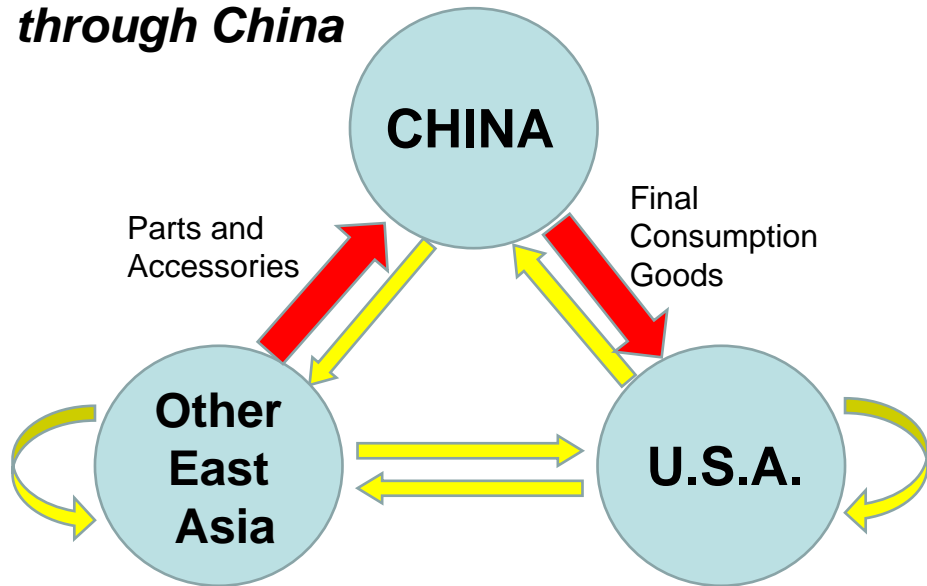 through China
CHINA
Parts and
Accessories
Final
Consumption
Goods
Other
East
Asia
U.S.A.